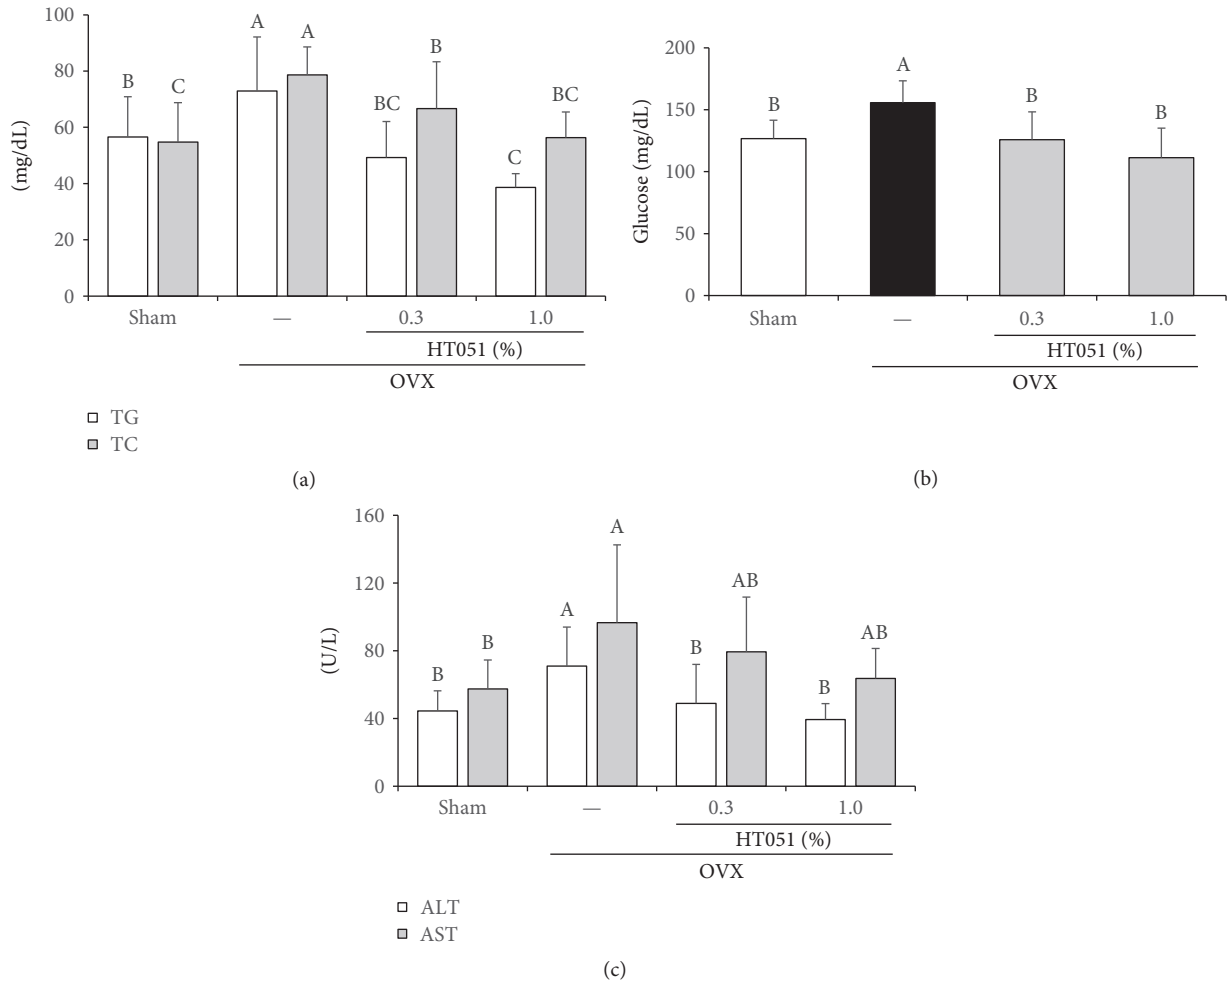 100
80
60
40
20
0
(mg/dL)
B
C
A
A
BC
B
C
BC
Sham
—
0.3
1.0
HT051 (%)
OVX
TG
TC
(a)
200
150
100
50
0
Glucose (mg/dL)
B
A
B
B
Sham
—
0.3
1.0
HT051 (%)
OVX
(b)
160
120
80
40
0
(U/L)
B
B
A
A
B
AB
B
AB
Sham
—
0.3
1.0
HT051 (%)
OVX
ALT
AST
(c)